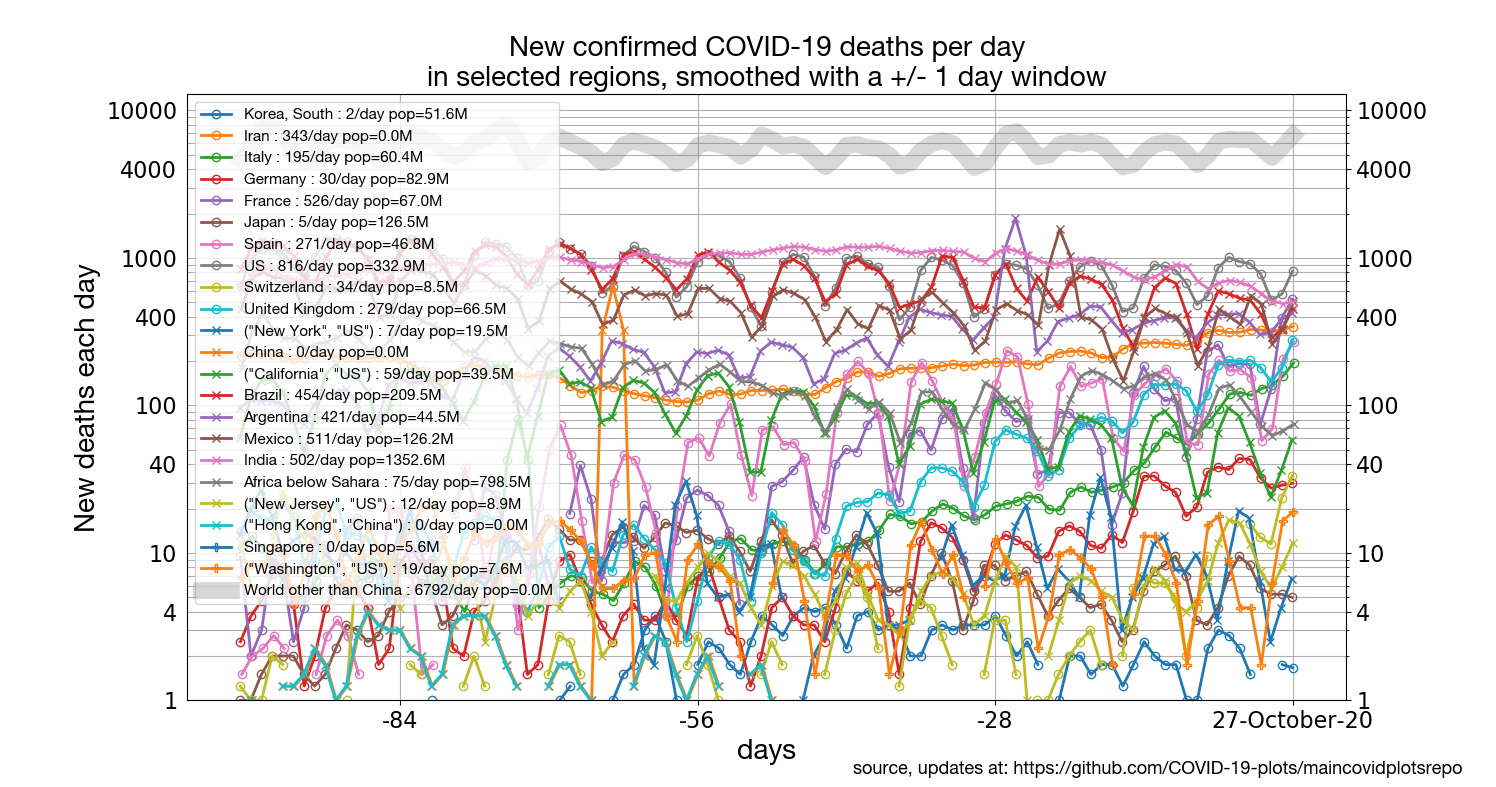 New confirmed COVID-19 deaths per day
in selected regions, smoothed with a +/- 1 day window
New deaths each day
10000
4000
1000
400
100
40
10
4
1
Korea, South : 2/day pop=51.6M
Iran : 343/day pop=0.0M
Italy : 195/day pop=60.4M
Germany : 30/day pop=82.9M
France : 526/day pop=67.0M
Japan : 5/day pop=126.5M
Spain : 271/day pop=46.8M
US : 816/day pop=332.9M
Switzerland : 34/day pop=8.5M
United Kingdom : 279/day pop=66.5M
("New York", "US") : 7/day pop=19.5M
China : 0/day pop=0.0M
("California", "US") : 59/day pop=39.5M
Brazil : 454/day pop=209.5M
Argentina : 421/day pop=44.5M
Mexico : 511/day pop=126.2M
India : 502/day pop=1352.6M
Africa below Sahara : 75/day pop=798.5M
("New Jersey", "US") : 12/day pop=8.9M
("Hong Kong", "China") : 0/day pop=0.0M
Singapore : 0/day pop=5.6M
("Washington", "US") : 19/day pop=7.6M
World other than China : 6792/day pop=0.0M
10000
4000
1000
400
100
40
10
4
1
-84
-56
-28
27-October-20
days
source, updates at: https://github.com/COVID-19-plots/maincovidplotsrepo